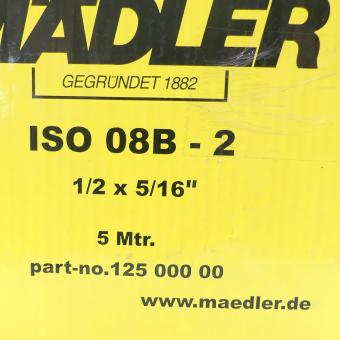 MÄDLER
GEGRÜNDET 1882
ISO 08B - 2
1/2 x 5/16"
5 Mtr.
part-no.125 000 00
www.maedler.de